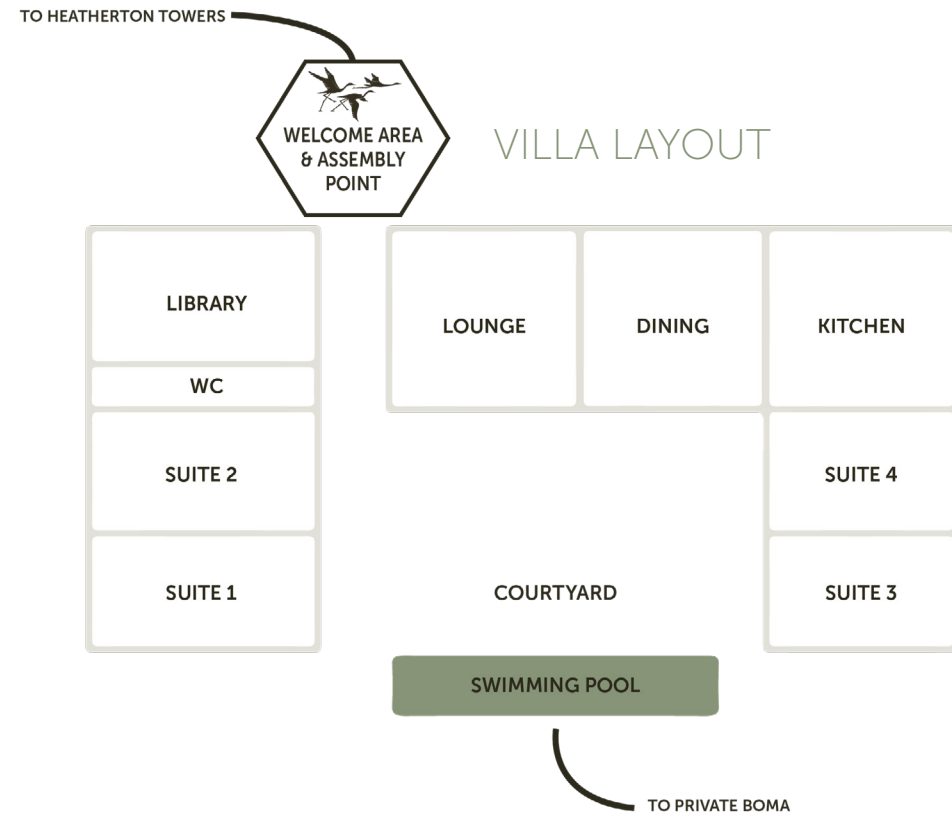 TO HEATHERTON TOWERS
WELCOME AREA
& ASSEMBLY
POINT
VILLA LAYOUT
LIBRARY
LOUNGE
DINING
KITCHEN
WC
SUITE 2
SUITE 4
SUITE 1
COURTYARD
SUITE 3
SWIMMING POOL
TO PRIVATE BOMA